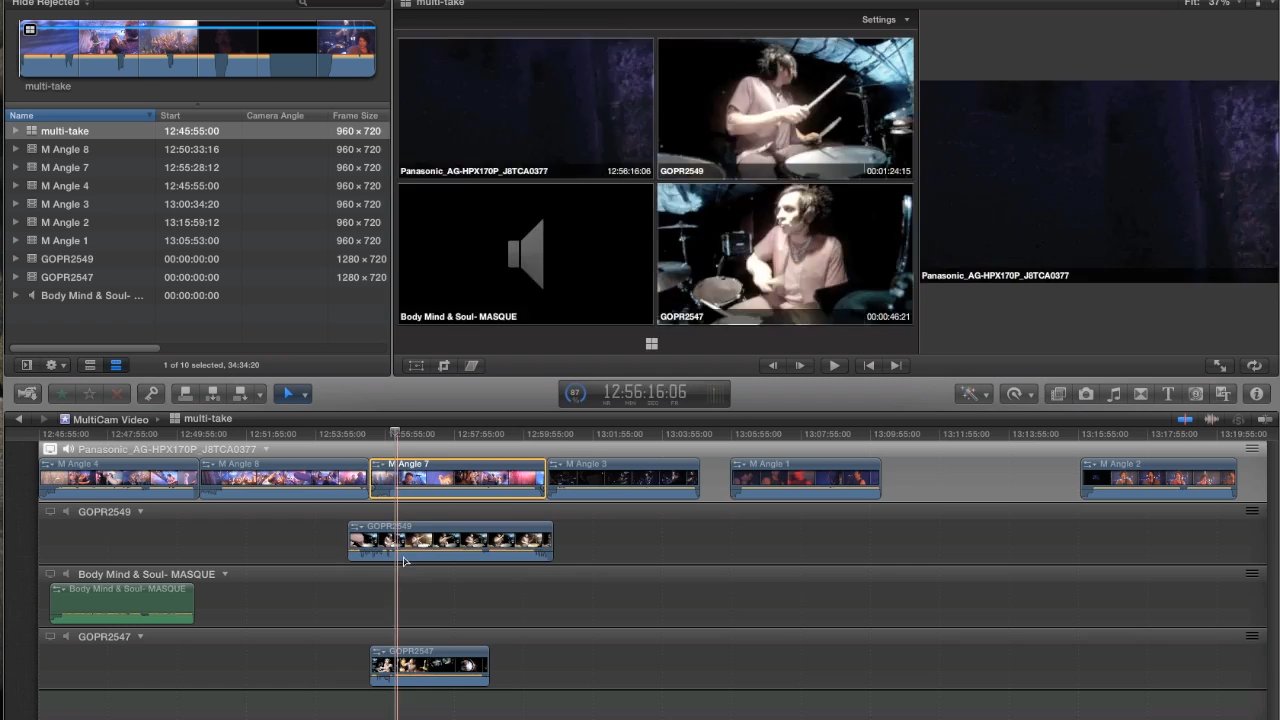 Hide Rejected
multi-take
Fit: 37%
Settings
multi-take
Panasonic_AG-HPX170P_J8TCA0377 12:56:16:06
GOPR2549 00:01:24:15
Body Mind & Soul- MASQUE
GOPR2547 00:00:46:21
Panasonic_AG-HPX170P_J8TCA0377
Name Start Camera Angle Frame Size
multi-take 12:45:55:00 960 × 720
M Angle 8 12:50:33:16 960 × 720
M Angle 7 12:55:28:12 960 × 720
M Angle 4 12:45:55:00 960 × 720
M Angle 3 13:00:34:20 960 × 720
M Angle 2 13:15:59:12 960 × 720
M Angle 1 13:05:53:00 960 × 720
GOPR2549 00:00:00:00 1280 × 720
GOPR2547 00:00:00:00 1280 × 720
Body Mind & Soul- ... 00:00:00:00
1 of 10 selected, 34:34:20
87 12:56:16:06
HR MIN SEC FR
MultiCam Video multi-take
12:45:55:00 12:47:55:00 12:49:55:00 12:51:55:00 12:53:55:00 12:55:55:00 12:57:55:00 12:59:55:00 13:01:55:00 13:03:55:00 13:05:55:00 13:07:55:00 13:09:55:00 13:11:55:00 13:13:55:00 13:15:55:00 13:17:55:00 13:19:55:00
Panasonic_AG-HPX170P_J8TCA0377
M Angle 4 M Angle 8 M Angle 7 M Angle 3 M Angle 1 M Angle 2
GOPR2549
GOPR2549
Body Mind & Soul- MASQUE
Body Mind & Soul- MASQUE
GOPR2547
GOPR2547